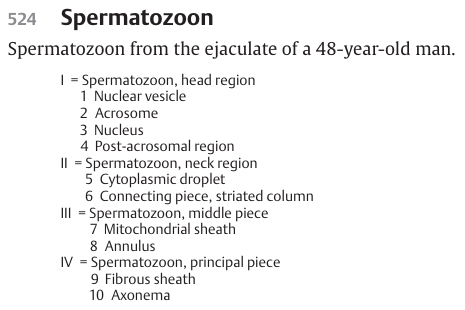 524 Spermatozoon
Spermatozoon from the ejaculate of a 48-year-old man.
I = Spermatozoon, head region
1 Nuclear vesicle
2 Acrosome
3 Nucleus
4 Post-acrosomal region
II = Spermatozoon, neck region
5 Cytoplasmic droplet
6 Connecting piece, striated column
III = Spermatozoon, middle piece
7 Mitochondrial sheath
8 Annulus
IV = Spermatozoon, principal piece
9 Fibrous sheath
10 Axonema